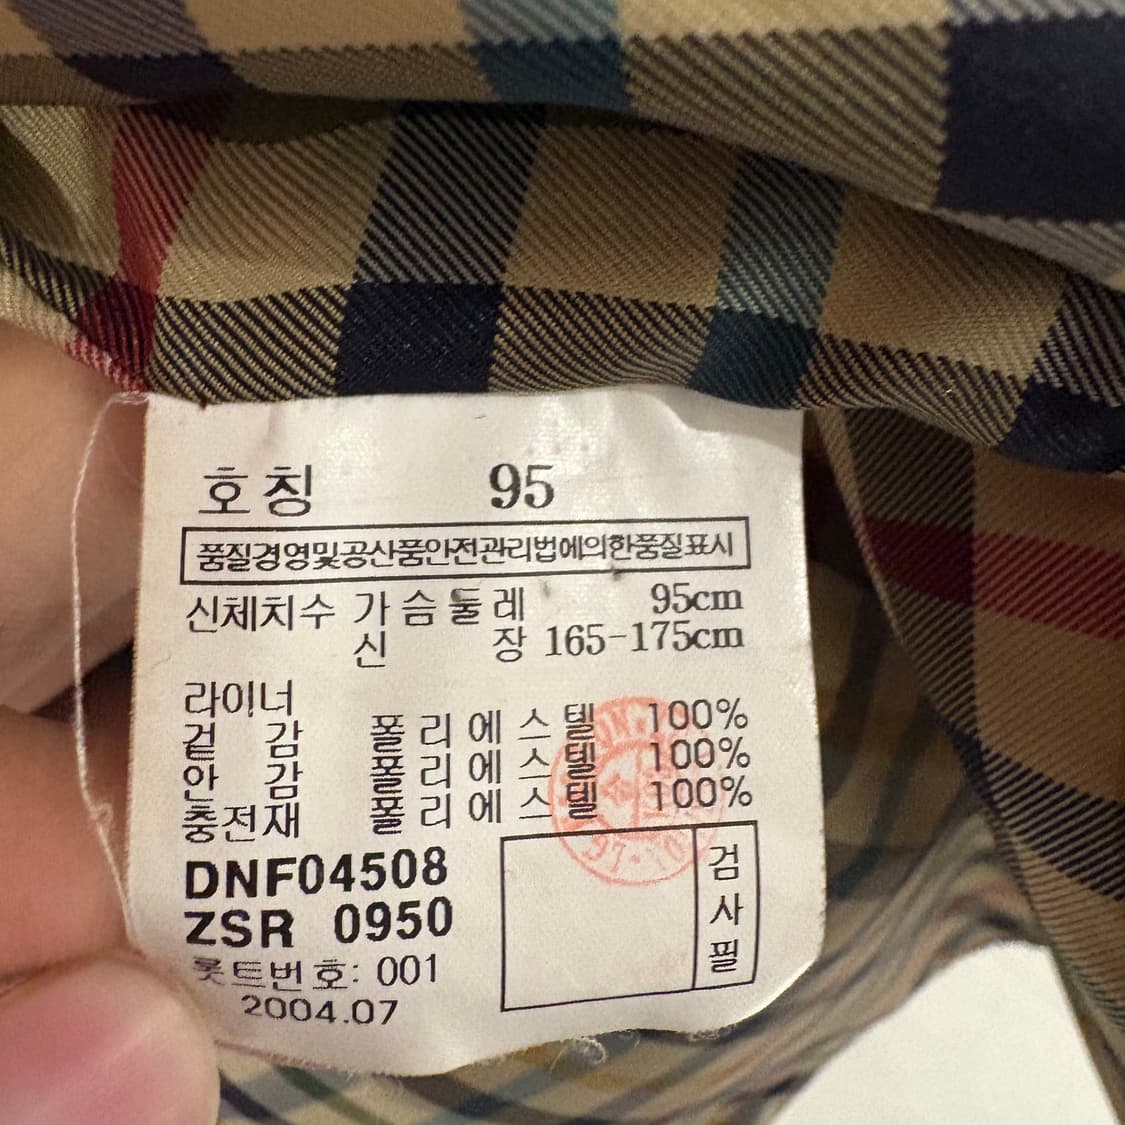 호칭 95
품질경영및공산품안전관리법에의한품질표시
신체치수 가슴둘레 95cm
신장 165-175cm
라이너
겉감 폴리에스텔 100%
안감 폴리에스텔 100%
충전재 폴리에스텔 100%
DNF04508
ZSR 0950
롯트번호: 001
2004.07
검사필